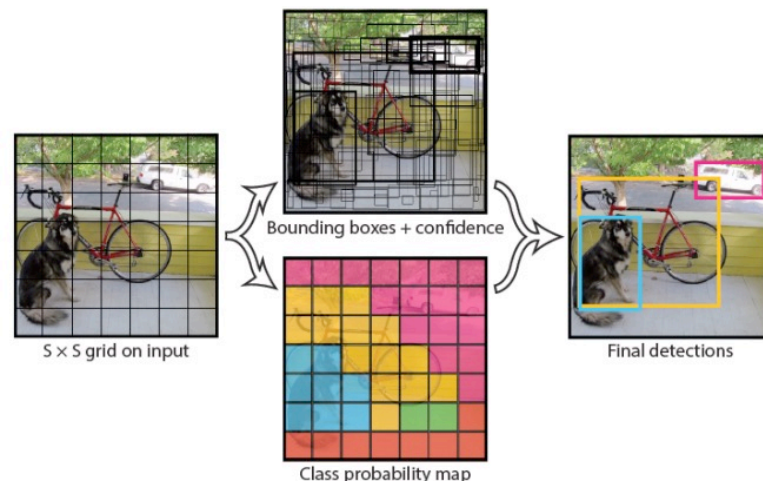 Bounding boxes + confidence
S × S grid on input
Final detections
Class probability map